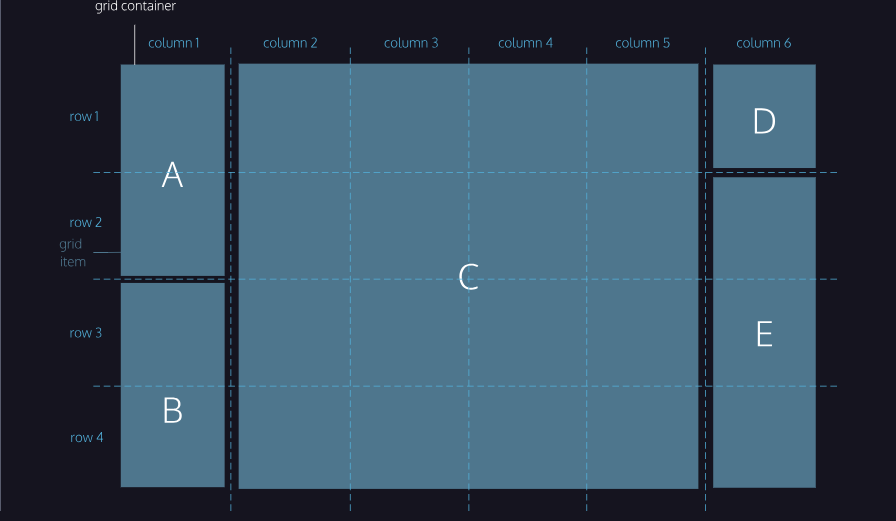 grid container
column 1
column 2
column 3
column 4
column 5
column 6
row 1
A
D
row 2
grid
item
C
row 3
E
B
row 4